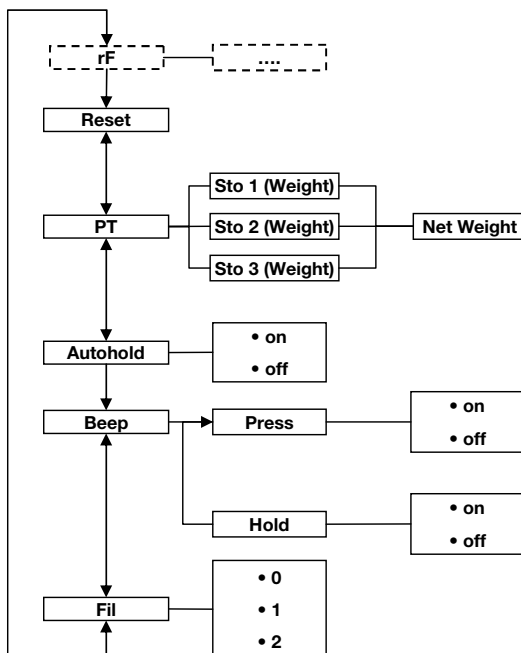 rF
....
Reset
Sto 1 (Weight)
PT
Sto 2 (Weight)
Net Weight
Sto 3 (Weight)
Autohold
• on
• off
Beep
Press
• on
• off
Hold
• on
• off
Fil
• 0
• 1
• 2